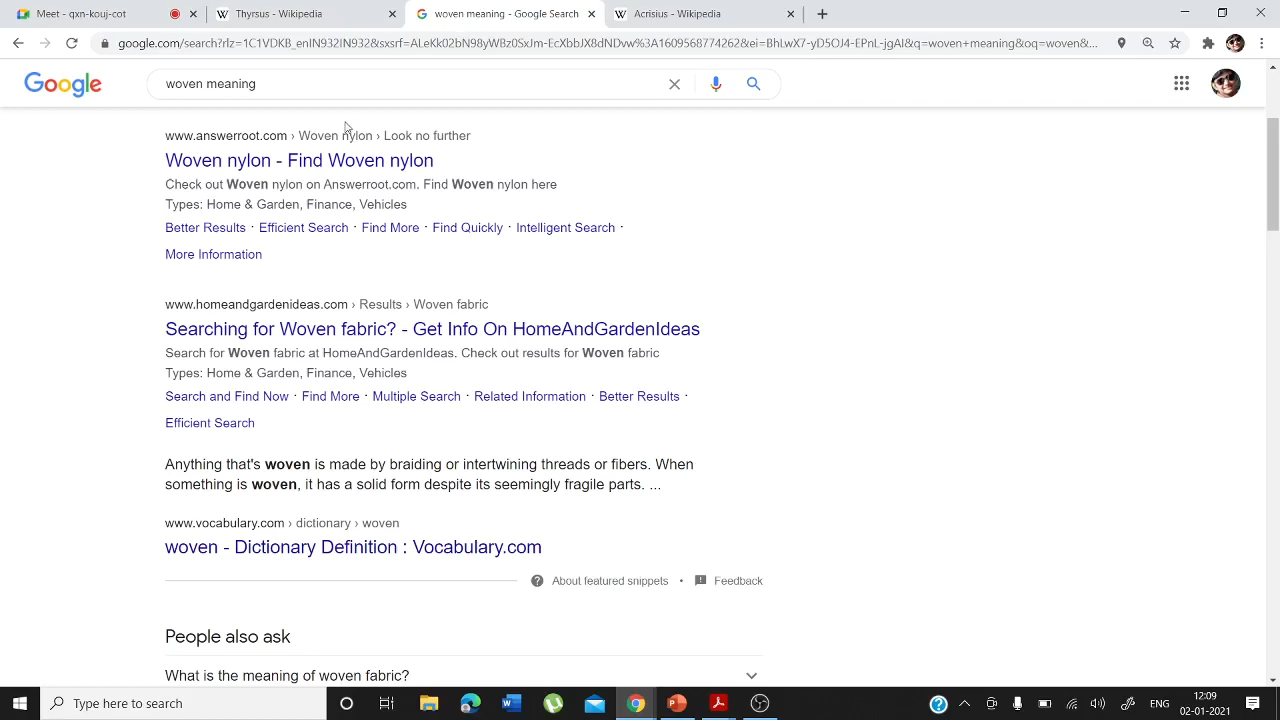 Meet - qxn-kouj-cot
Thyrsus - Wikipedia
woven meaning - Google Search
Acrisius - Wikipedia
google.com/search?rlz=1C1VDKB_enIN932IN932&sxsrf=ALeKk02bN98yWBz0SxJn-EcXbbJX8dNDvw%3A1609568774262&ei=BhLwX7-yD5OJ4-EPnL-jgAI&q=woven+meaning&oq=woven&...
Google
woven meaning
www.answerroot.com › Woven nylon › Look no further
Woven nylon - Find Woven nylon
Check out Woven nylon on Answerroot.com. Find Woven nylon here
Types: Home & Garden, Finance, Vehicles
Better Results · Efficient Search · Find More · Find Quickly · Intelligent Search ·
More Information
www.homeandgardenideas.com › Results › Woven fabric
Searching for Woven fabric? - Get Info On HomeAndGardenIdeas
Search for Woven fabric at HomeAndGardenIdeas. Check out results for Woven fabric
Types: Home & Garden, Finance, Vehicles
Search and Find Now · Find More · Multiple Search · Related Information · Better Results ·
Efficient Search
Anything that's woven is made by braiding or intertwining threads or fibers. When
something is woven, it has a solid form despite its seemingly fragile parts. ...
www.vocabulary.com › dictionary › woven
woven - Dictionary Definition : Vocabulary.com
About featured snippets • Feedback
People also ask
What is the meaning of woven fabric?
Type here to search
ENG
12:09
02-01-2021